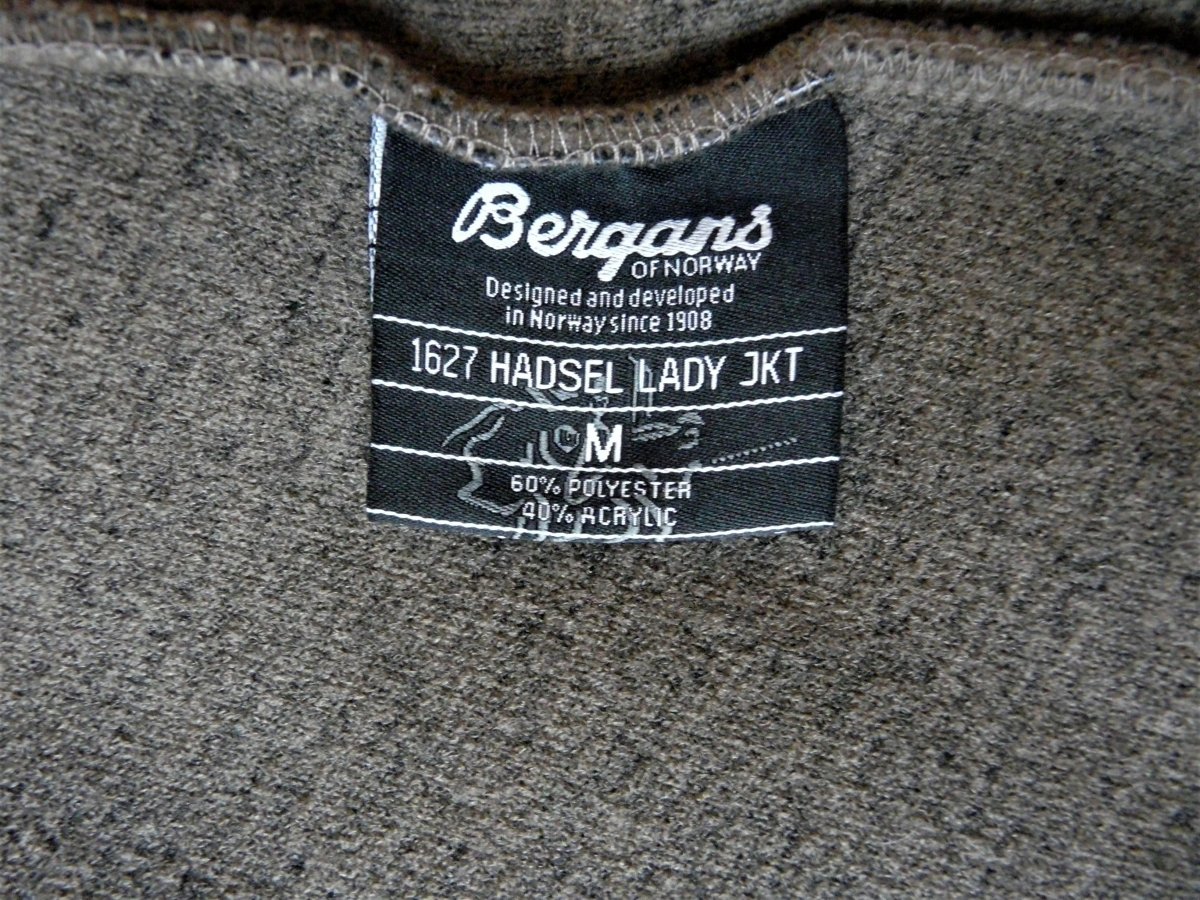 Bergans
OF NORWAY
Designed and developed
in Norway since 1908
1627 HADSEL LADY JKT
M
60% POLYESTER
40% ACRYLIC